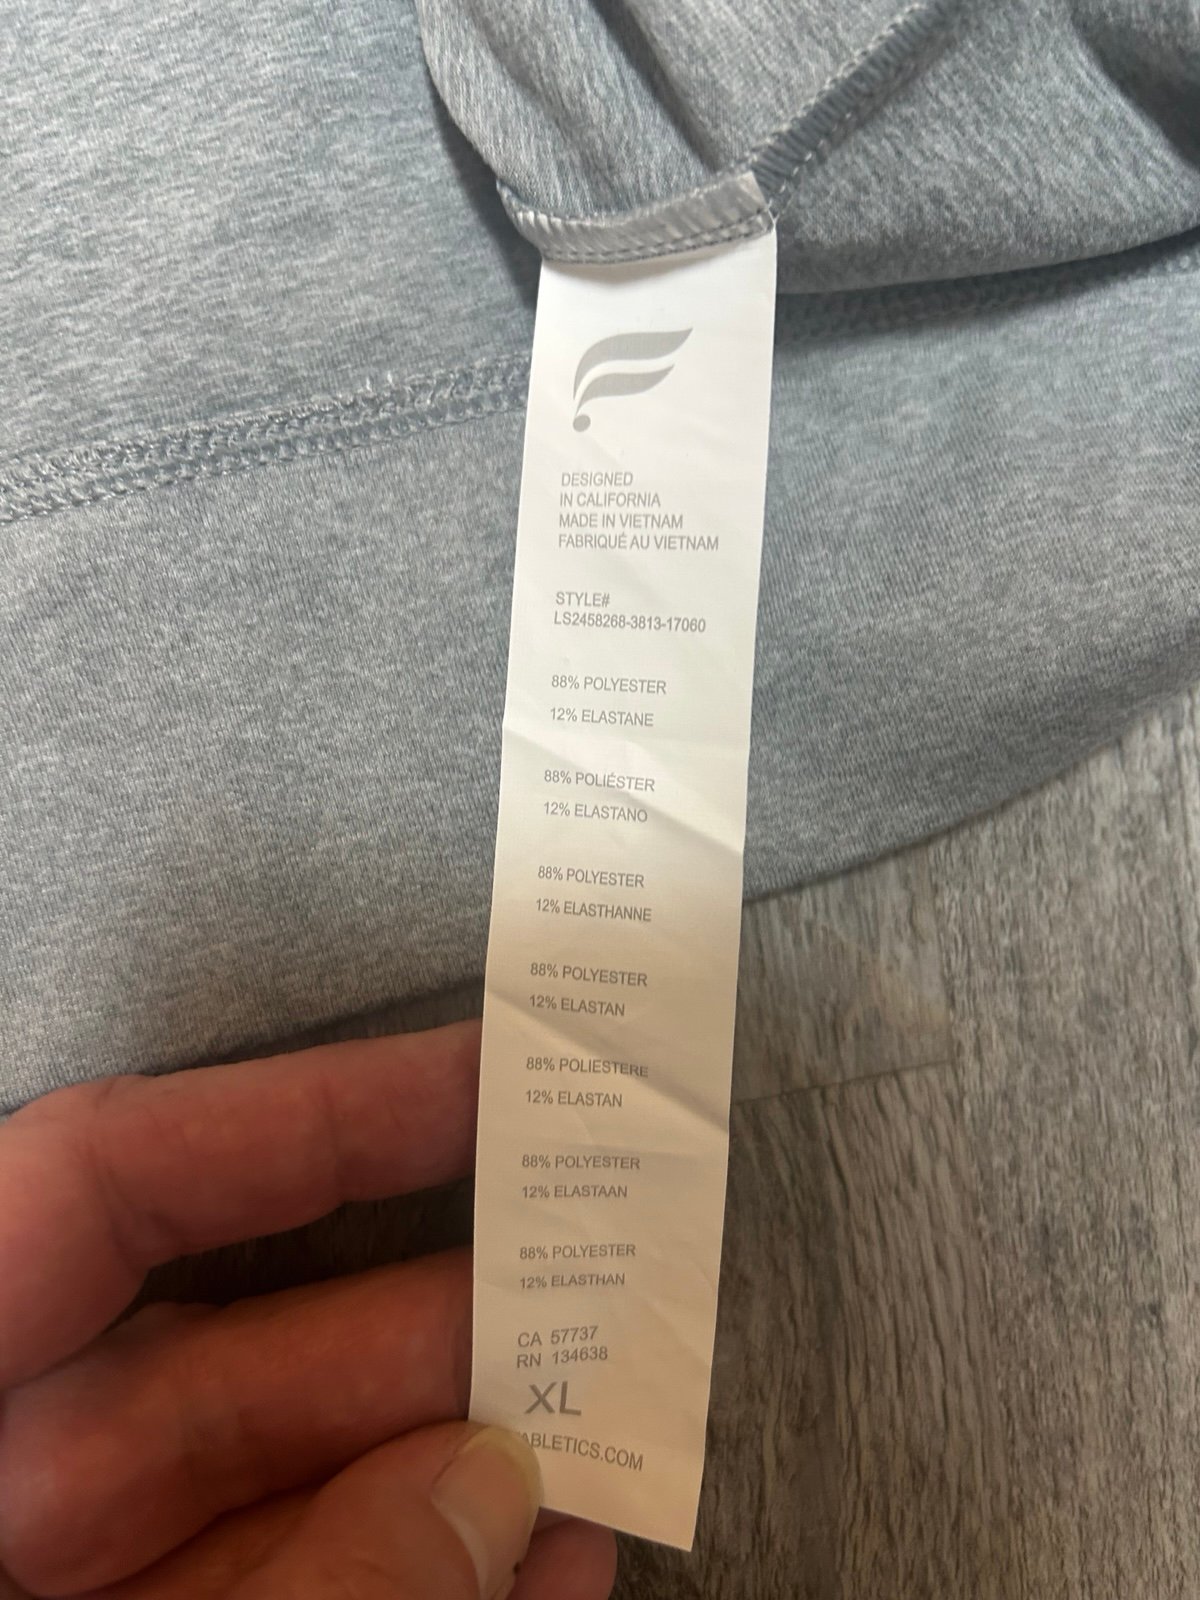 DESIGNED
IN CALIFORNIA
MADE IN VIETNAM
FABRIQUÉ AU VIETNAM
STYLE#
LS2458268-3813-17060
88% POLYESTER
12% ELASTANE
88% POLIÉSTER
12% ELASTANO
88% POLYESTER
12% ELASTHANNE
88% POLYESTER
12% ELASTAN
88% POLIESTERE
12% ELASTAN
88% POLYESTER
12% ELASTAAN
88% POLYESTER
12% ELASTHAN
CA 57737
RN 134638
XL
ABLETICS.COM